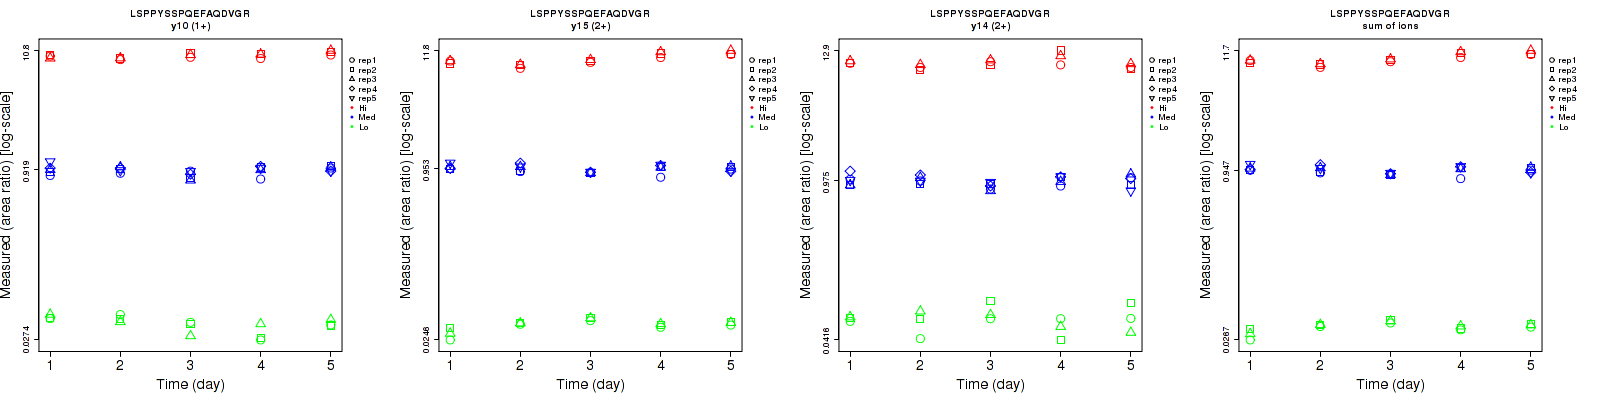 LSPPYSSPQEFAQDVGR
y10 (1+)
Measured (area ratio) [log-scale]
10.8
0.919
0.0274
1 2 3 4 5
Time (day)
rep1
rep2
rep3
rep4
rep5
Hi
Med
Lo
LSPPYSSPQEFAQDVGR
y15 (2+)
Measured (area ratio) [log-scale]
11.8
0.953
0.0246
1 2 3 4 5
Time (day)
rep1
rep2
rep3
rep4
rep5
Hi
Med
Lo
LSPPYSSPQEFAQDVGR
y14 (2+)
Measured (area ratio) [log-scale]
12.9
0.975
0.0416
1 2 3 4 5
Time (day)
rep1
rep2
rep3
rep4
rep5
Hi
Med
Lo
LSPPYSSPQEFAQDVGR
sum of ions
Measured (area ratio) [log-scale]
11.7
0.947
0.0267
1 2 3 4 5
Time (day)
rep1
rep2
rep3
rep4
rep5
Hi
Med
Lo